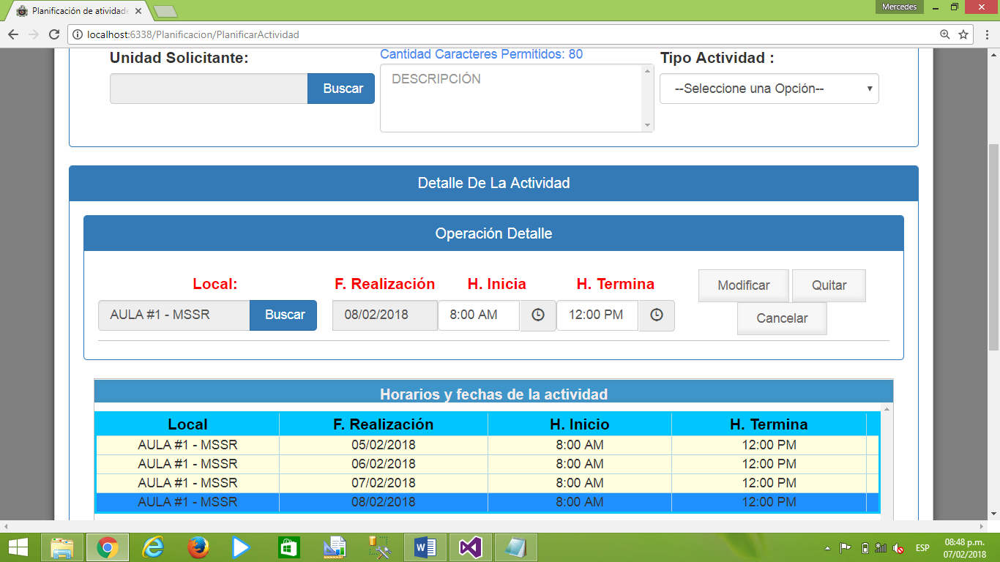 Planificación de atividade
Mercedes
localhost:6338/Planificacion/PlanificarActividad
Unidad Solicitante:
Cantidad Caracteres Permitidos: 80
Tipo Actividad :
Buscar
DESCRIPCIÓN
--Seleccione una Opción--
Detalle De La Actividad
Operación Detalle
Local: F. Realización H. Inicia H. Termina
Modificar Quitar
AULA #1 - MSSR Buscar 08/02/2018 8:00 AM 12:00 PM
Cancelar
Horarios y fechas de la actividad
Local F. Realización H. Inicio H. Termina
AULA #1 - MSSR 05/02/2018 8:00 AM 12:00 PM
AULA #1 - MSSR 06/02/2018 8:00 AM 12:00 PM
AULA #1 - MSSR 07/02/2018 8:00 AM 12:00 PM
AULA #1 - MSSR 08/02/2018 8:00 AM 12:00 PM
ESP
08:48 p.m.
07/02/2018